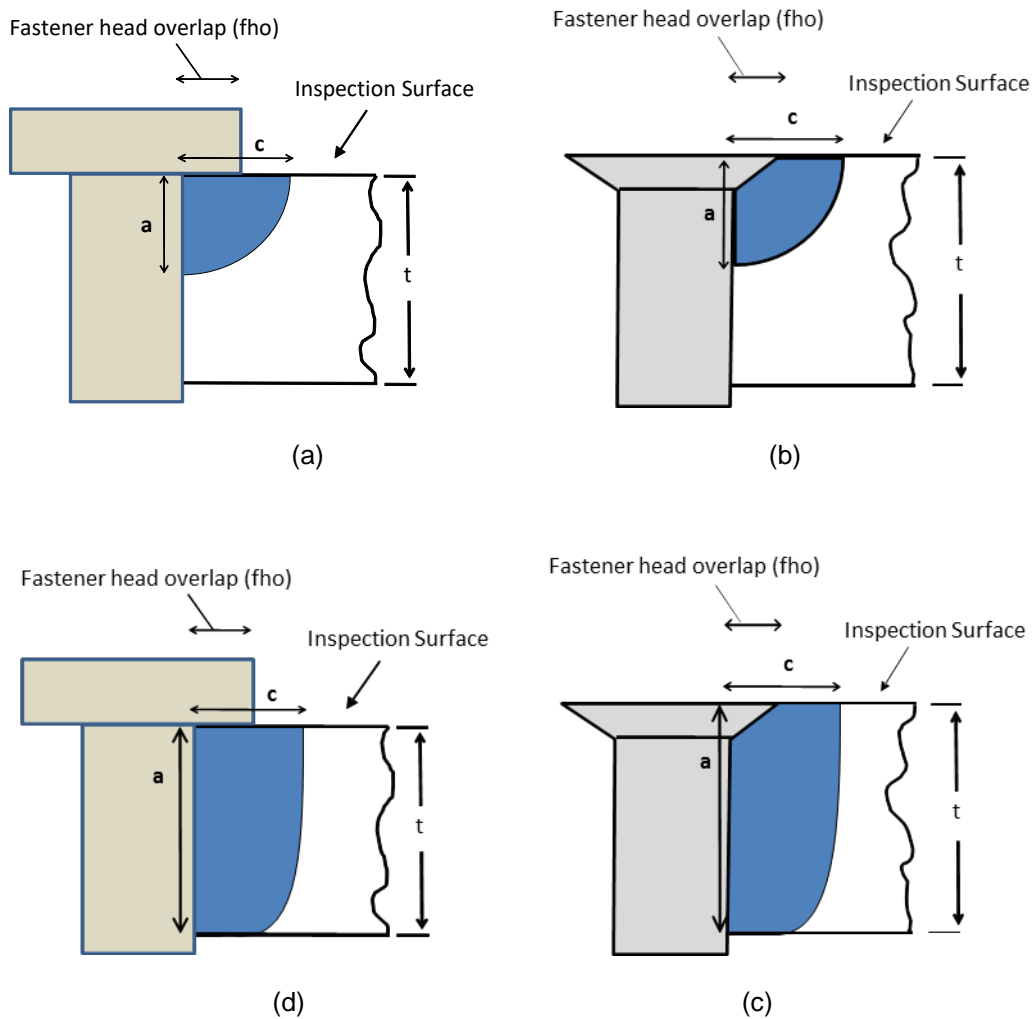 Fastener head overlap (fho)
Inspection Surface
c
a
t
(a)
Fastener head overlap (fho)
Inspection Surface
c
a
t
(b)
Fastener head overlap (fho)
Inspection Surface
c
a
t
(d)
Fastener head overlap (fho)
Inspection Surface
c
a
t
(c)